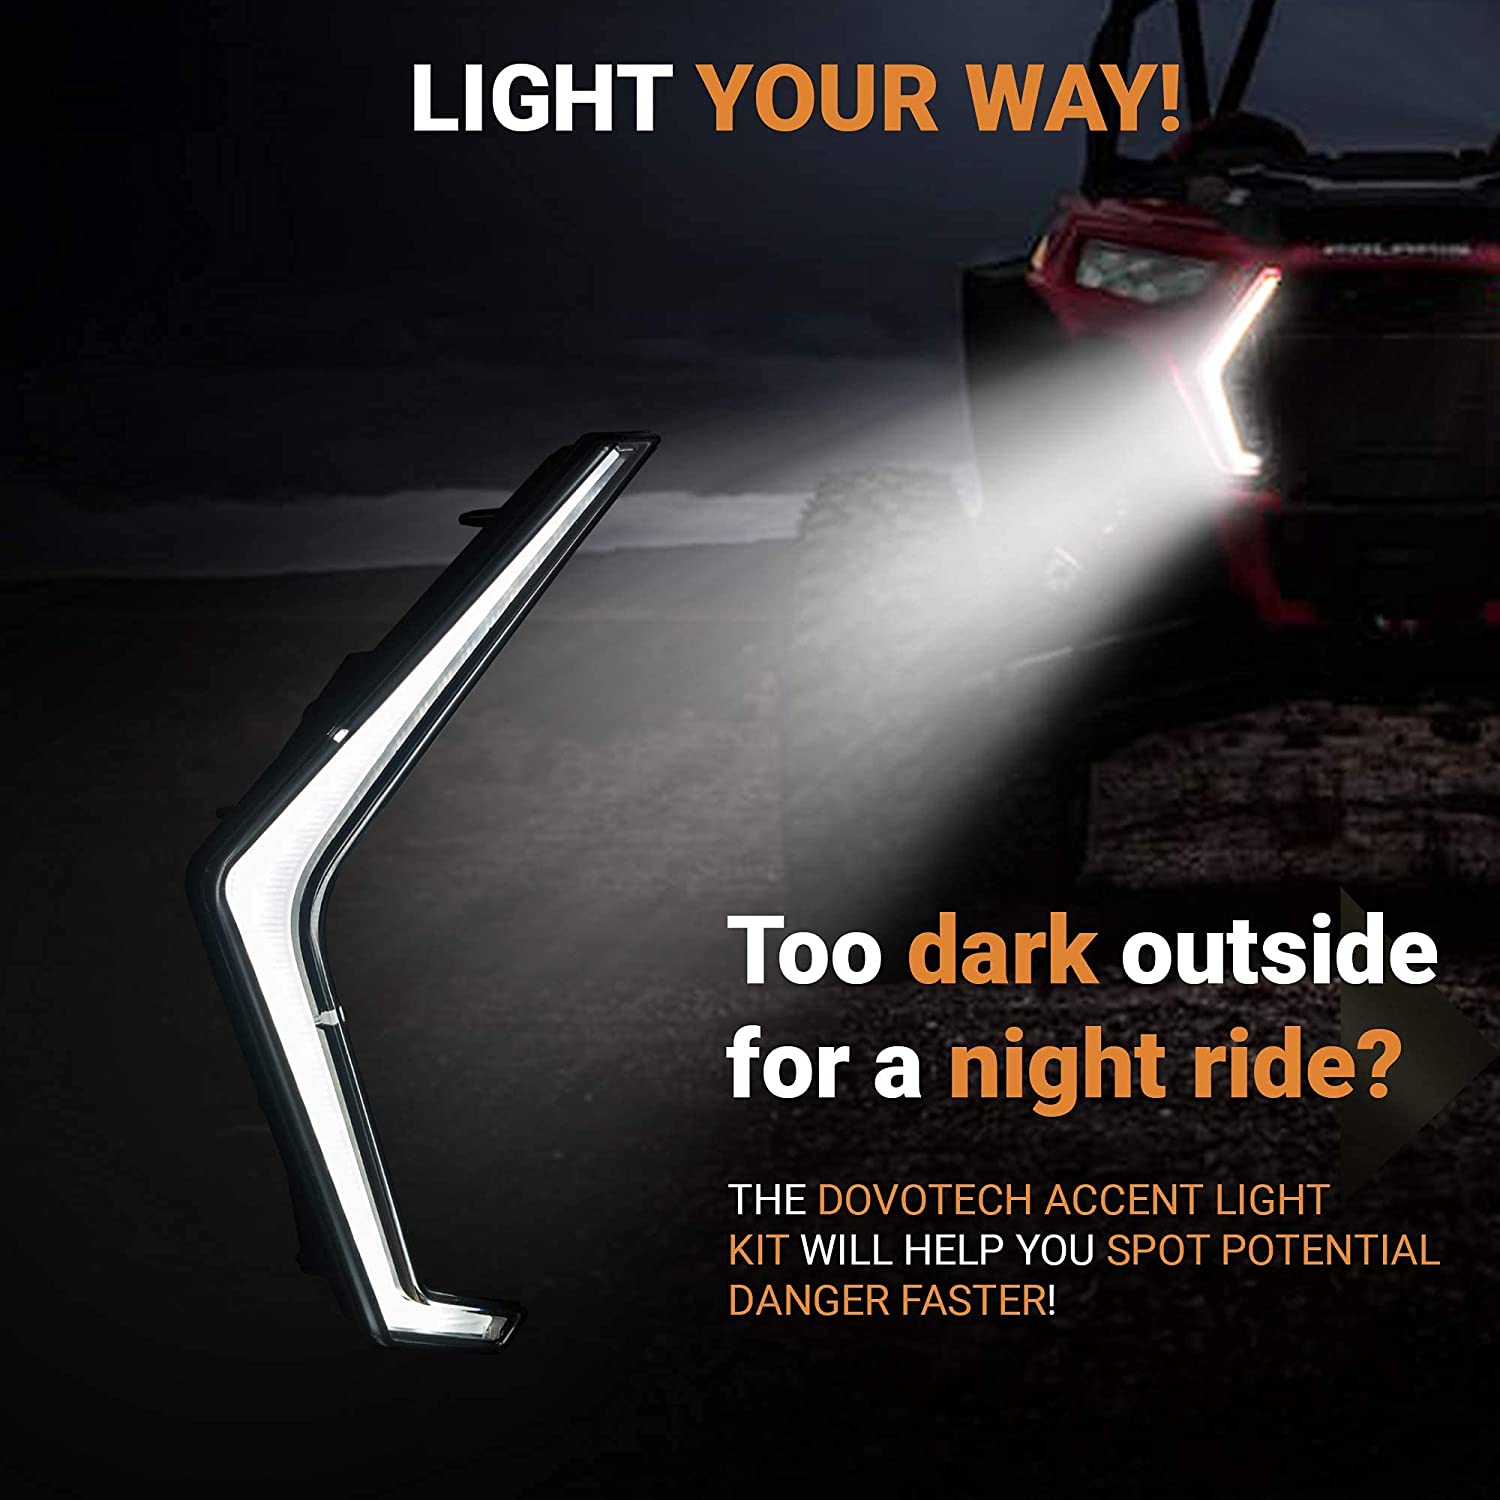 LIGHT YOUR WAY!
POLARIS
Too dark outside
for a night ride?
THE DOVOTECH ACCENT LIGHT
KIT WILL HELP YOU SPOT POTENTIAL
DANGER FASTER!